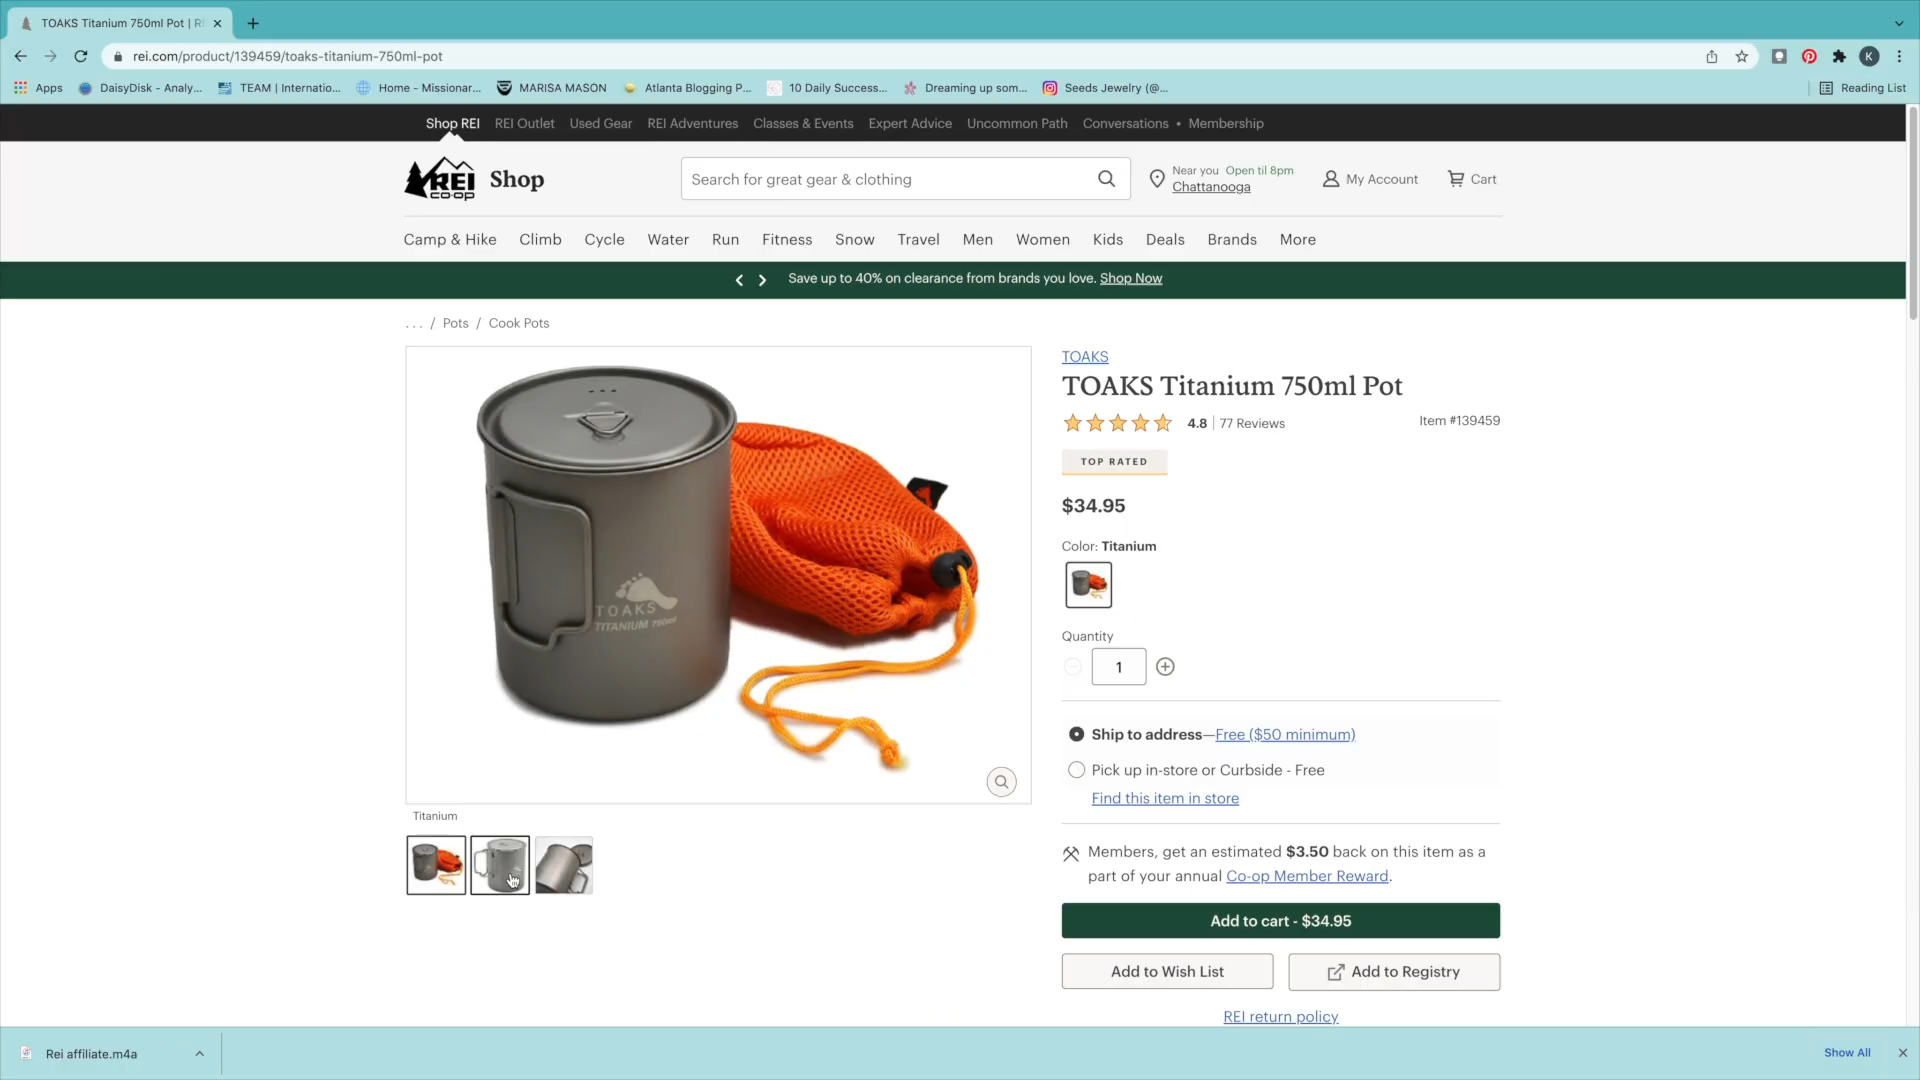 TOAKS Titanium 750ml Pot | R
rei.com/product/139459/toaks-titanium-750ml-pot
K
Apps
DaisyDisk - Analy...
TEAM | Internatio...
Home - Missionar...
MARISA MASON
Atlanta Blogging P...
10 Daily Success...
Dreaming up som...
Seeds Jewelry (@...
Reading List
Shop REI
REI Outlet
Used Gear
REI Adventures
Classes & Events
Expert Advice
Uncommon Path
Conversations
• Membership
REI CO-OP
Shop
Search for great gear & clothing
Near you Open til 8pm
Chattanooga
My Account
Cart
Camp & Hike
Climb
Cycle
Water
Run
Fitness
Snow
Travel
Men
Women
Kids
Deals
Brands
More
Save up to 40% on clearance from brands you love. Shop Now
... / Pots / Cook Pots
TOAKS
TITANIUM 750ml
Titanium
TOAKS
TOAKS Titanium 750ml Pot
4.8 | 77 Reviews
Item #139459
TOP RATED
$34.95
Color: Titanium
Quantity
1
Ship to address—Free ($50 minimum)
Pick up in-store or Curbside - Free
Find this item in store
Members, get an estimated $3.50 back on this item as a
part of your annual Co-op Member Reward.
Add to cart - $34.95
Add to Wish List
Add to Registry
REI return policy
Rei affiliate.m4a
Show All